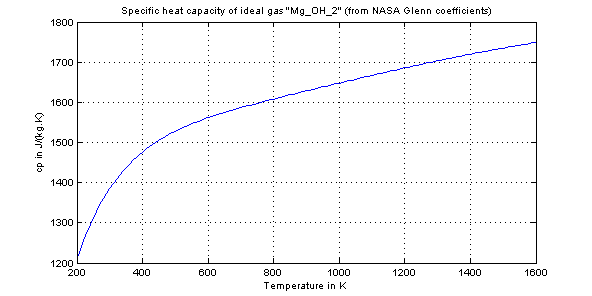 Specific heat capacity of ideal gas "Mg_OH_2" (from NASA Glenn coefficients)
1800
1700
1600
1500
1400
1300
1200
cp in J/(kg.K)
200 400 600 800 1000 1200 1400 1600
Temperature in K